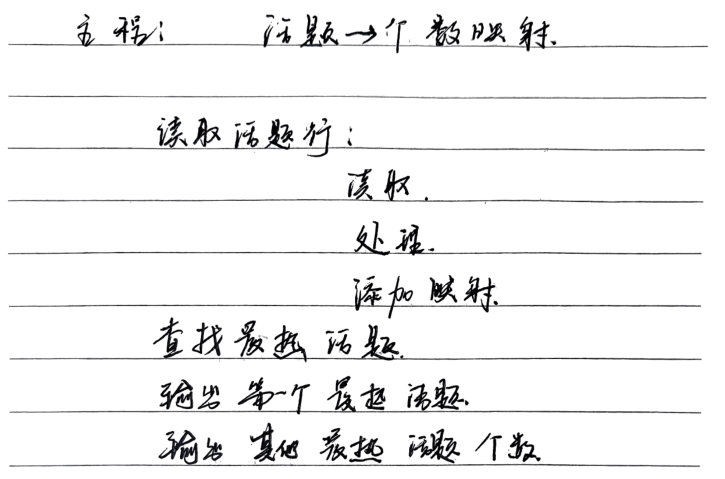 主程： 话题→个数映射.
读取话题行：
读取.
处理.
添加映射.
查找最热话题.
输出第一个最热话题.
输出其他最热话题个数.